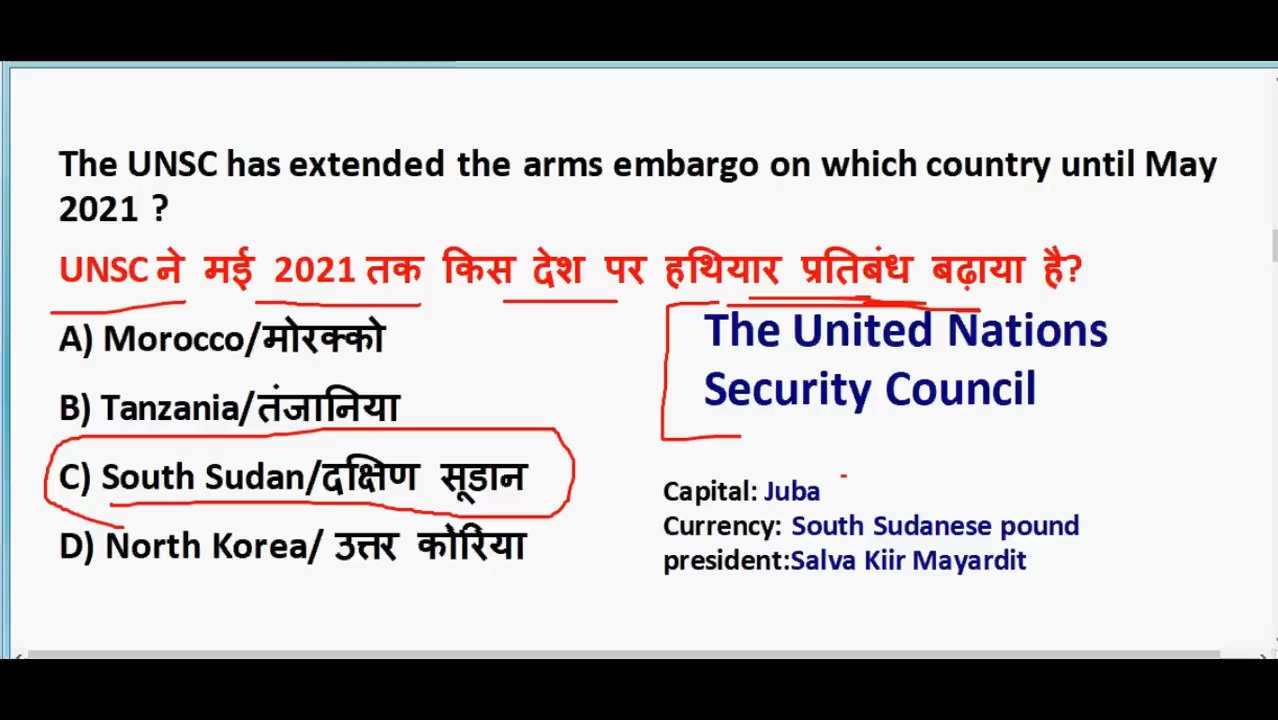 The UNSC has extended the arms embargo on which country until May
2021 ?
UNSC ने मई 2021 तक किस देश पर हथियार प्रतिबंध बढ़ाया है?
A) Morocco/मोरक्को
B) Tanzania/तंजानिया
C) South Sudan/दक्षिण सूडान
D) North Korea/ उत्तर कोरिया
The United Nations
Security Council
Capital: Juba
Currency: South Sudanese pound
president:Salva Kiir Mayardit